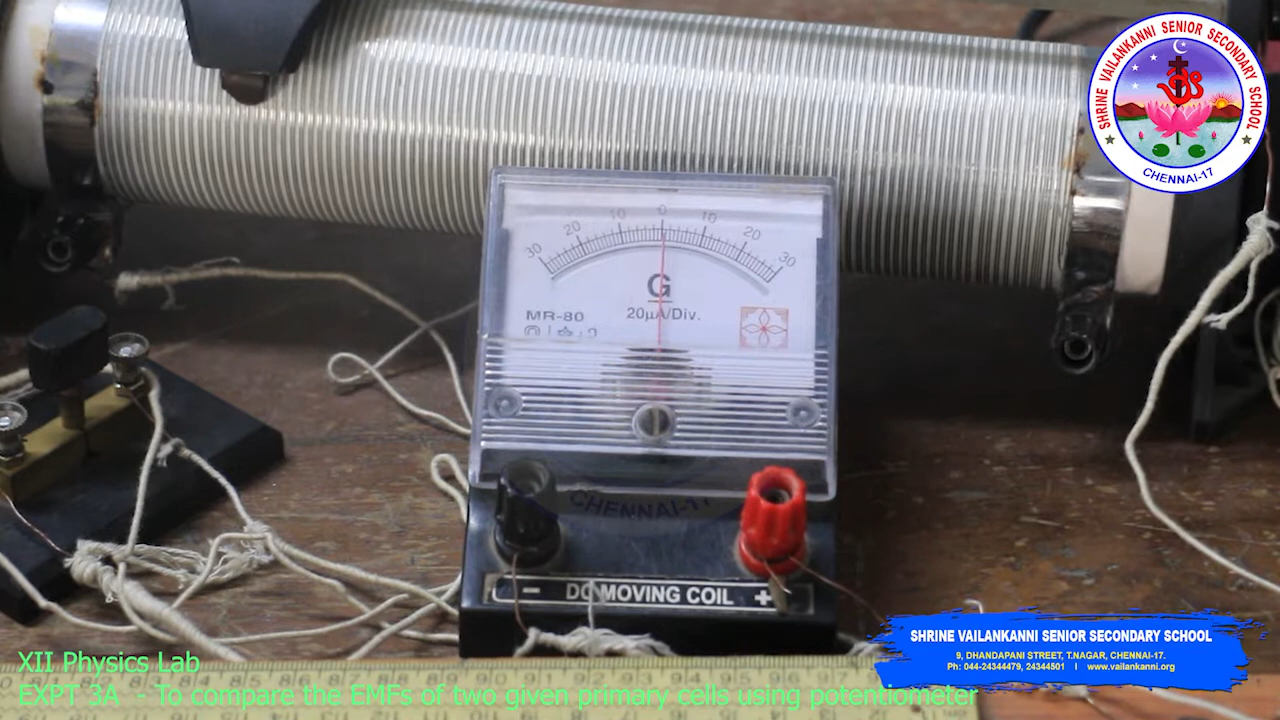 SHRINE VAILANKANNI SENIOR SECONDARY SCHOOL
CHENNAI-17
30 20 10 0 10 20 30
G
MR-80 20μA/Div.
CHENNAI-17
- DC MOVING COIL +
SHRINE VAILANKANNI SENIOR SECONDARY SCHOOL
9, DHANDAPANI STREET, T.NAGAR, CHENNAI-17.
Ph: 044-24344479, 24344501 I www.vailankanni.org
XII Physics Lab
EXPT 3A - To compare the EMFs of two given primary cells using potentiometer